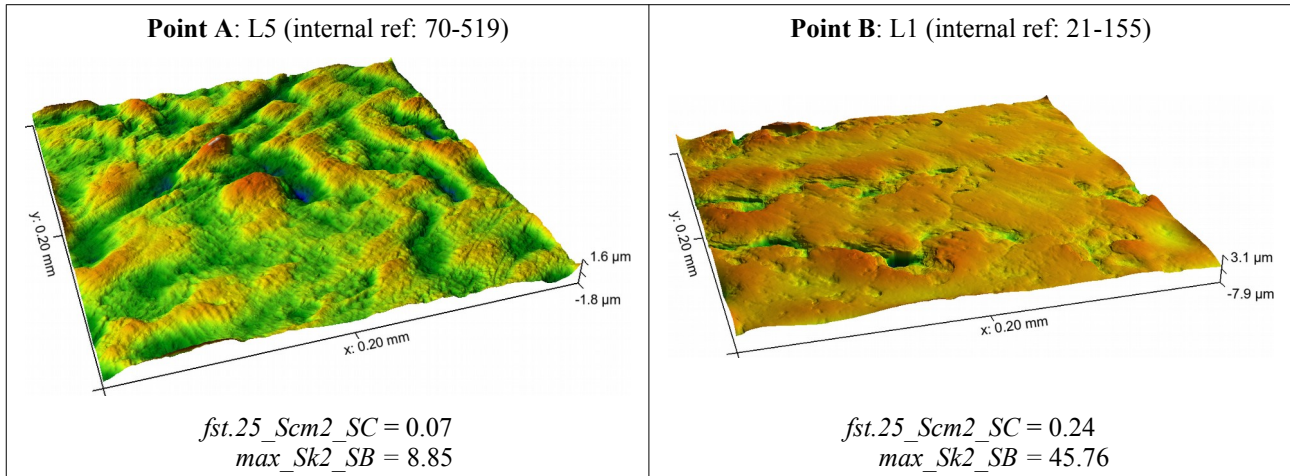 Point A: L5 (internal ref: 70-519)
y: 0.20 mm
x: 0.20 mm
1.6 µm
-1.8 µm
fst.25_Scm2_SC = 0.07
max_Sk2_SB = 8.85
Point B: L1 (internal ref: 21-155)
y: 0.20 mm
x: 0.20 mm
3.1 µm
-7.9 µm
fst.25_Scm2_SC = 0.24
max_Sk2_SB = 45.76